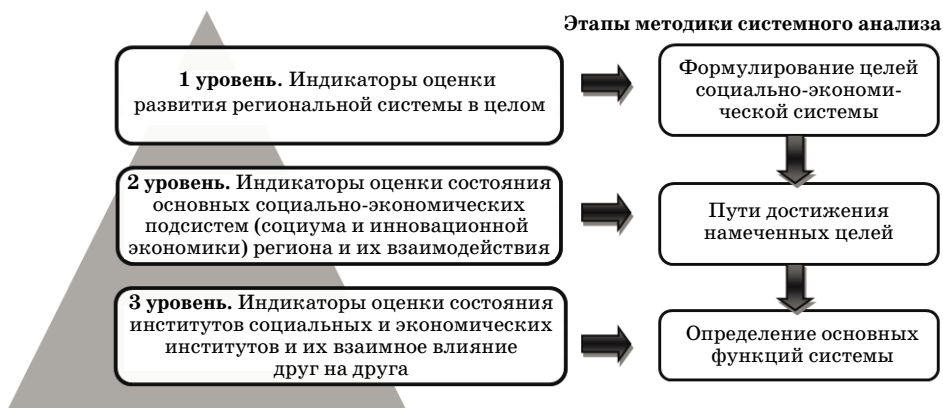 Этапы методики системного анализа
1 уровень. Индикаторы оценки
развития региональной системы в целом
Формулирование целей
социально-экономи-
ческой системы
2 уровень. Индикаторы оценки состояния
основных социально-экономических
подсистем (социума и инновационной
экономики) региона и их взаимодействия
Пути достижения
намеченных целей
3 уровень. Индикаторы оценки состояния
институтов социальных и экономических
институтов и их взаимное влияние
друг на друга
Определение основных
функций системы